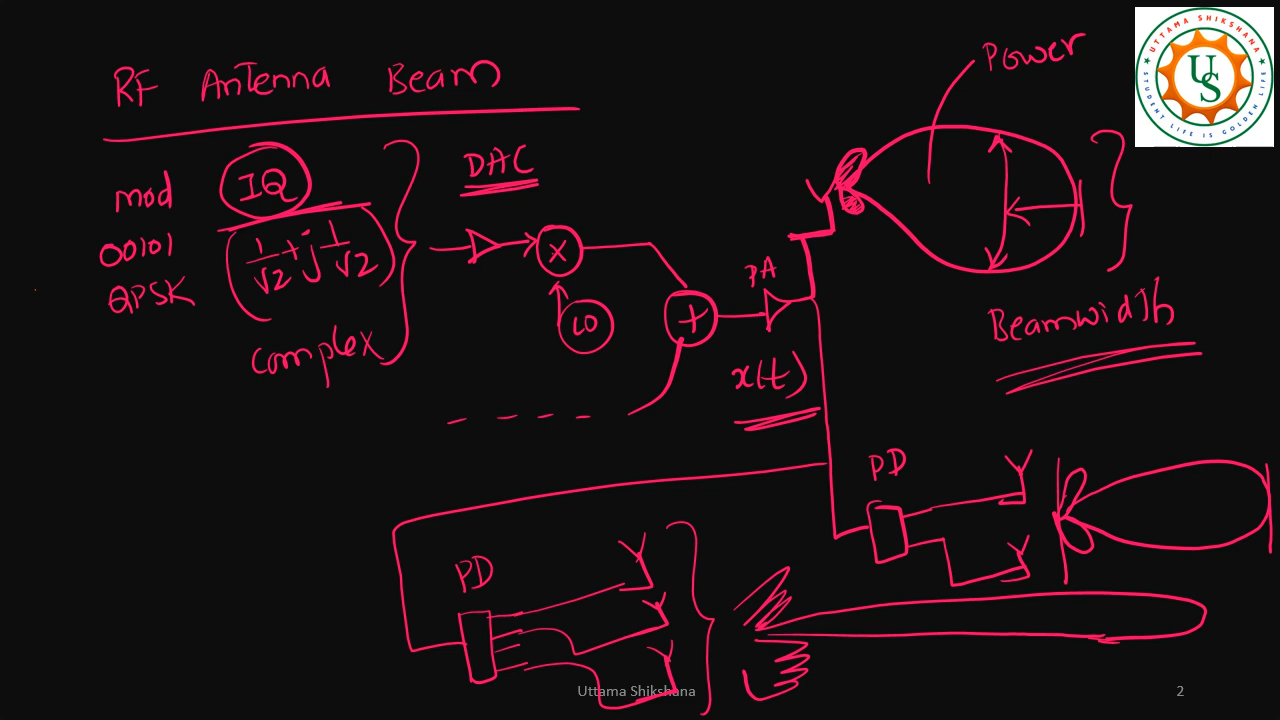 RF Antenna Beam
mod IQ
00101 1/√2 + j 1/√2
QPSK
complex
DAC
X
LO
+
PA
x(t)
Power
Beamwidth
PD
PD
UTTAMA SHIKSHANA
US
STUDENT LIFE IS GOLDEN LIFE
Uttama Shikshana
2